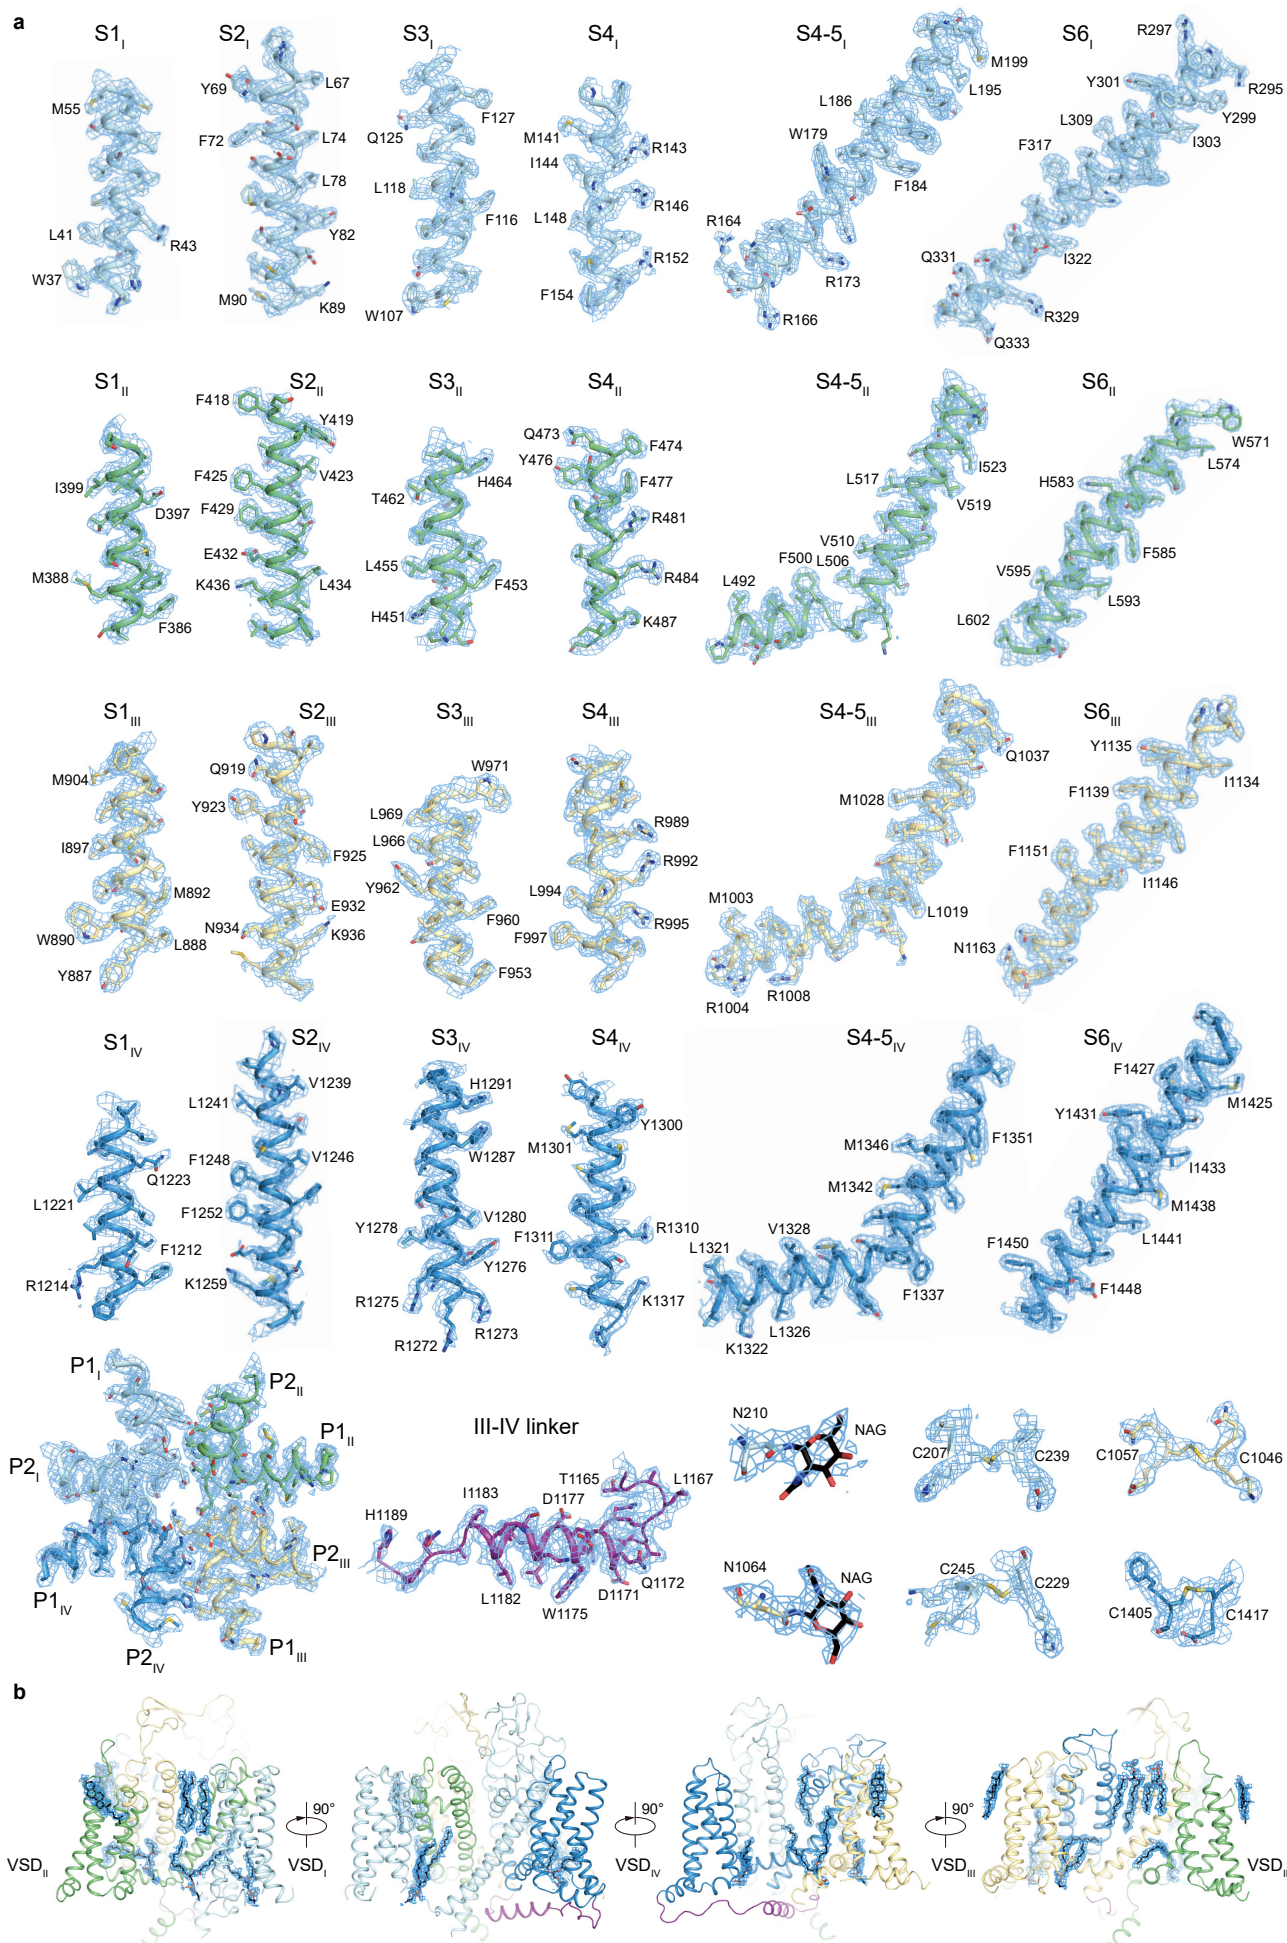 a
S1I S2I S3I S4I S4-5I S6I
M55 L41 W37 R43
Y69 F72 M90 L67 L74 L78 Y82 K89
Q125 L118 W107 F127 F116
M141 I144 L148 F154 R143 R146 R152
M199 L195 L186 W179 F184 R164 R173 R166
R297 R295 Y301 Y299 L309 I303 F317 I322 Q331 R329 Q333
S1II S2II S3II S4II S4-5II S6II
I399 D397 M388 F386
F418 Y419 F425 V423 F429 E432 K436 L434
H464 T462 L455 F453 H451
Q473 F474 Y476 F477 R481 R484 K487
L517 I523 V519 V510 F500 L506 L492
W571 L574 H583 F585 V595 L593 L602
S1III S2III S3III S4III S4-5III S6III
M904 I897 M892 W890 L888 Y887
Q919 Y923 F925 E932 N934 K936
W971 L969 L966 Y962 F960 F953
R989 R992 L994 R995 F997
Q1037 M1028 L1019 M1003 R1004 R1008
Y1135 I1134 F1139 F1151 I1146 N1163
S1IV S2IV S3IV S4IV S4-5IV S6IV
Q1223 L1221 F1212 R1214
V1239 L1241 F1248 V1246 F1252 K1259
H1291 W1287 Y1278 V1280 Y1276 R1275 R1273 R1272
Y1300 M1301 R1310 F1311 K1317
F1351 M1346 M1342 V1328 L1321 F1337 L1326 K1322
F1427 M1425 Y1431 I1433 M1438 L1441 F1450 F1448
P1I P2II P1II P2I P2III P1IV P2IV P1III
III-IV linker
T1165 L1167 I1183 D1177 H1189 Q1172 L1182 D1171 W1175
N210 NAG
C207 C239
C1057 C1046
N1064 NAG
C245 C229
C1405 C1417
b
90° 90° 90°
VSDII VSDI VSDIV VSDIII